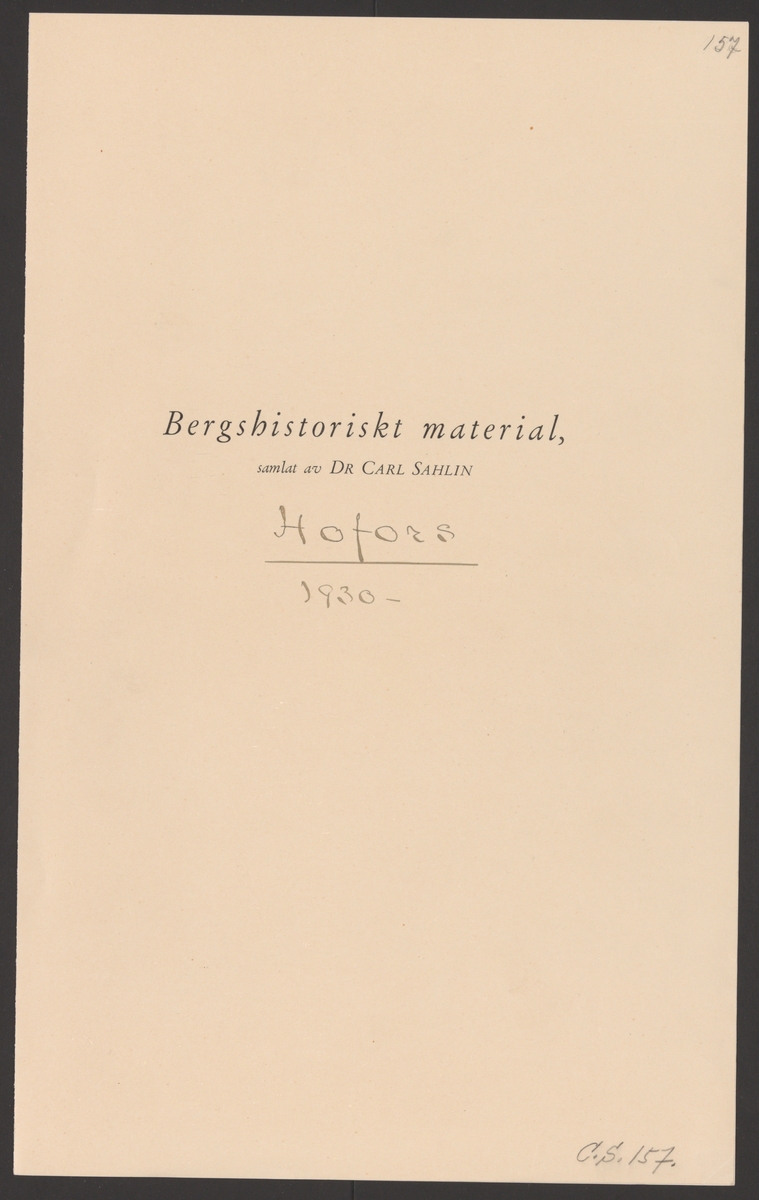 157
Bergshistoriskt material,
samlat av DR CARL SAHLIN
Hofors
1930-
C.S. 157.